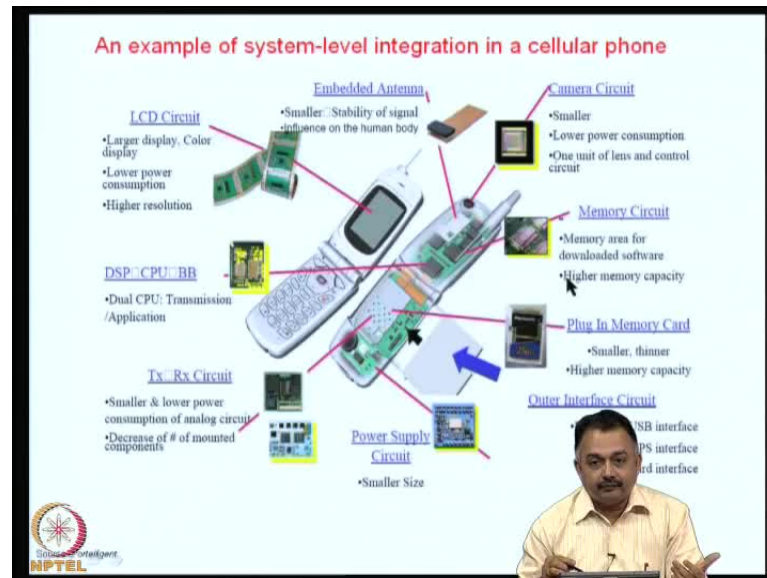 An example of system-level integration in a cellular phone
Embedded Antenna
•Smaller□Stability of signal
•Influence on the human body
Camera Circuit
•Smaller
•Lower power consumption
•One unit of lens and control
circuit
LCD Circuit
•Larger display. Color
display
•Lower power
consumption
•Higher resolution
Memory Circuit
•Memory area for
downloaded software
•Higher memory capacity
DSP□CPU□BB
•Dual CPU: Transmission
/Application
Plug In Memory Card
•Smaller, thinner
•Higher memory capacity
Tx□Rx Circuit
•Smaller & lower power
consumption of analog circuit
•Decrease of # of mounted
components
Power Supply
Circuit
•Smaller Size
Outer Interface Circuit
USB interface
PS interface
rd interface
NPTEL